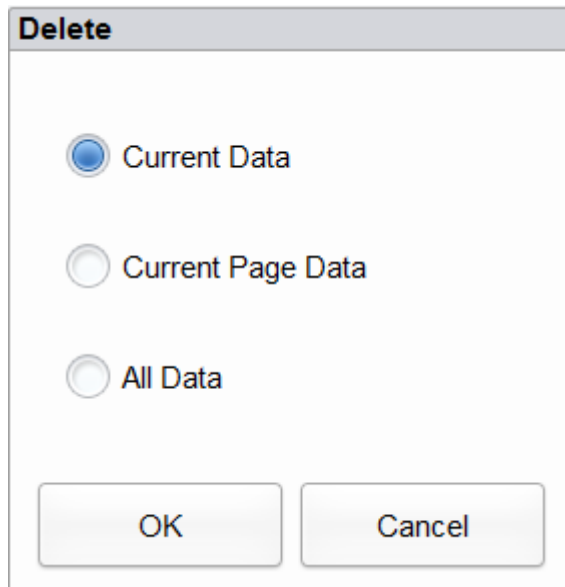 Delete
Current Data
Current Page Data
All Data
OK
Cancel